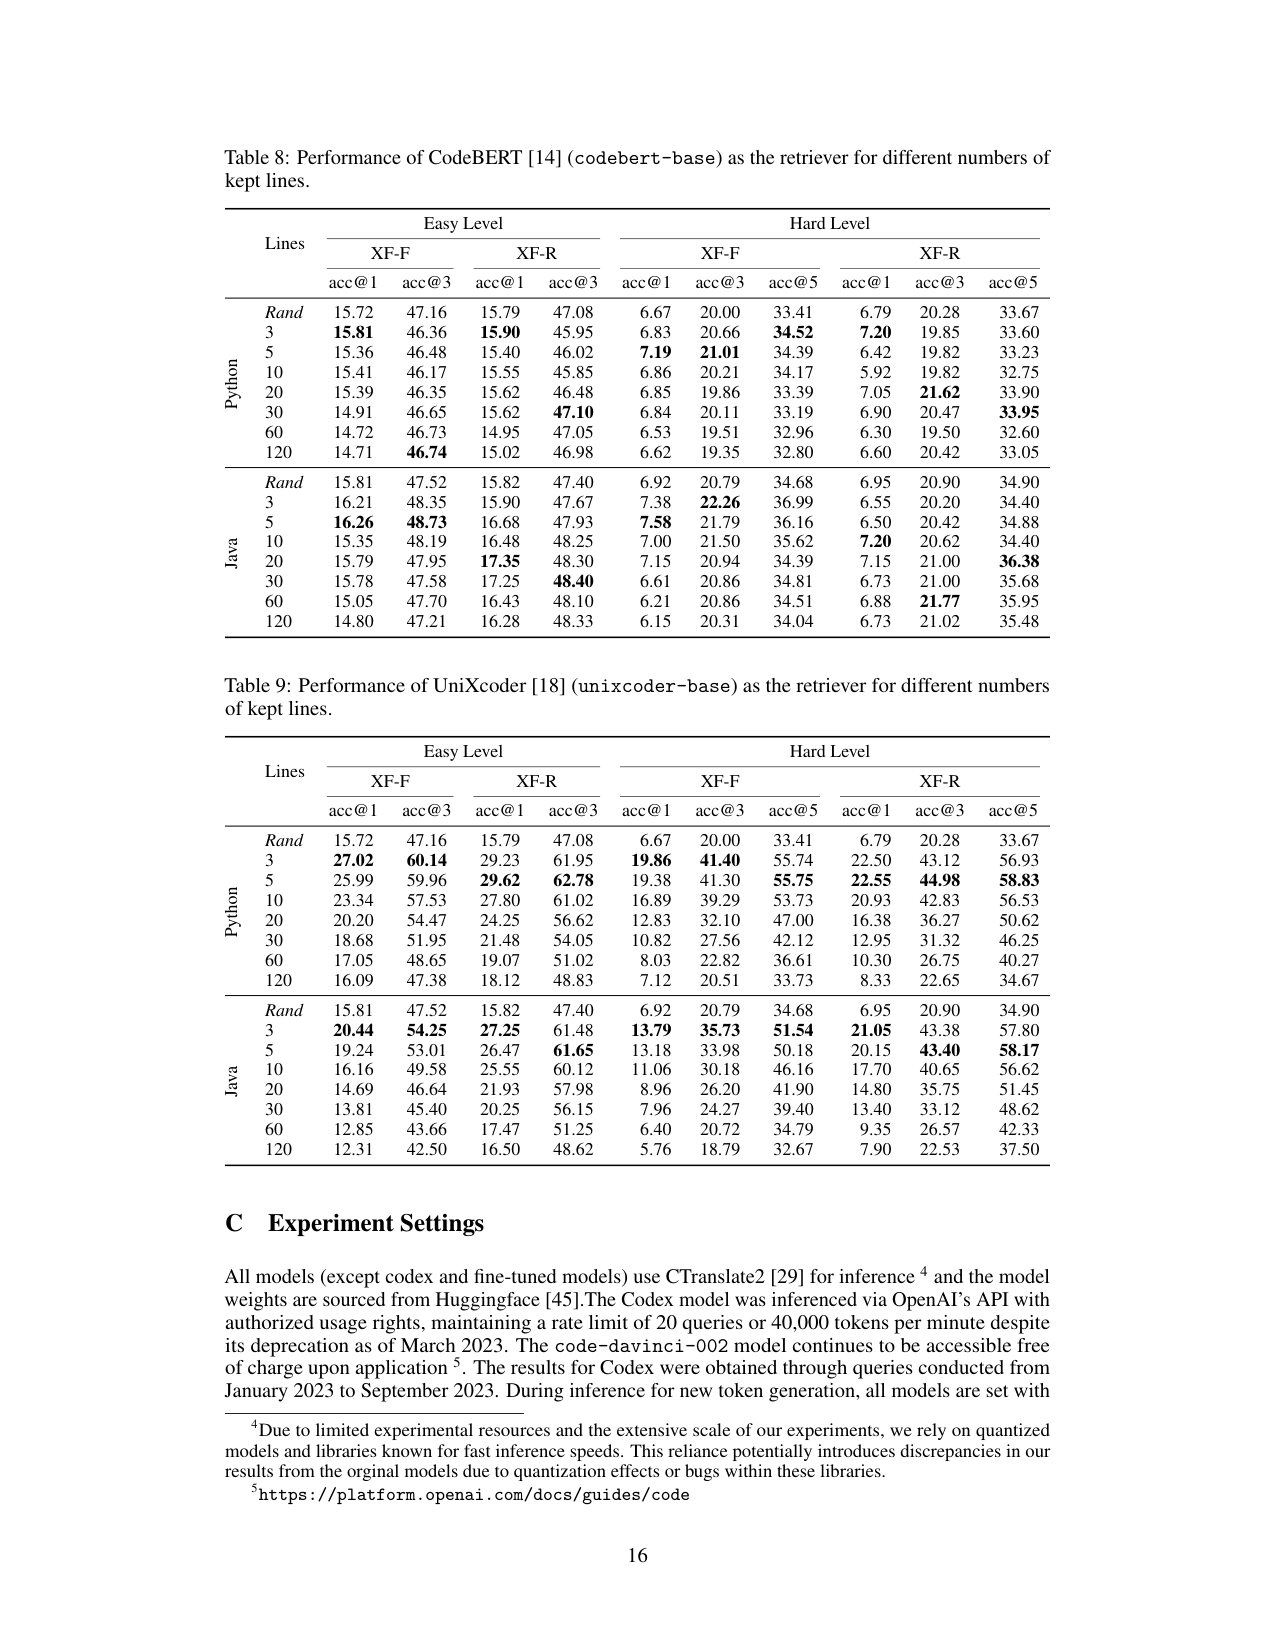 Table 8: Performance of CodeBERT [14] (codebert-base) as the retriever for different numbers of
kept lines.
Easy Level Hard Level
Lines
XF-F XF-R XF-F XF-R
acc@1 acc@3 acc@1 acc@3 acc@1 acc@3 acc@5 acc@1 acc@3 acc@5
Python
Rand 15.72 47.16 15.79 47.08 6.67 20.00 33.41 6.79 20.28 33.67
3 15.81 46.36 15.90 45.95 6.83 20.66 34.52 7.20 19.85 33.60
5 15.36 46.48 15.40 46.02 7.19 21.01 34.39 6.42 19.82 33.23
10 15.41 46.17 15.55 45.85 6.86 20.21 34.17 5.92 19.82 32.75
20 15.39 46.35 15.62 46.48 6.85 19.86 33.39 7.05 21.62 33.90
30 14.91 46.65 15.62 47.10 6.84 20.11 33.19 6.90 20.47 33.95
60 14.72 46.73 14.95 47.05 6.53 19.51 32.96 6.30 19.50 32.60
120 14.71 46.74 15.02 46.98 6.62 19.35 32.80 6.60 20.42 33.05
Java
Rand 15.81 47.52 15.82 47.40 6.92 20.79 34.68 6.95 20.90 34.90
3 16.21 48.35 15.90 47.67 7.38 22.26 36.99 6.55 20.20 34.40
5 16.26 48.73 16.68 47.93 7.58 21.79 36.16 6.50 20.42 34.88
10 15.35 48.19 16.48 48.25 7.00 21.50 35.62 7.20 20.62 34.40
20 15.79 47.95 17.35 48.30 7.15 20.94 34.39 7.15 21.00 36.38
30 15.78 47.58 17.25 48.40 6.61 20.86 34.81 6.73 21.00 35.68
60 15.05 47.70 16.43 48.10 6.21 20.86 34.51 6.88 21.77 35.95
120 14.80 47.21 16.28 48.33 6.15 20.31 34.04 6.73 21.02 35.48
Table 9: Performance of UniXcoder [18] (unixcoder-base) as the retriever for different numbers
of kept lines.
Easy Level Hard Level
Lines
XF-F XF-R XF-F XF-R
acc@1 acc@3 acc@1 acc@3 acc@1 acc@3 acc@5 acc@1 acc@3 acc@5
Python
Rand 15.72 47.16 15.79 47.08 6.67 20.00 33.41 6.79 20.28 33.67
3 27.02 60.14 29.23 61.95 19.86 41.40 55.74 22.50 43.12 56.93
5 25.99 59.96 29.62 62.78 19.38 41.30 55.75 22.55 44.98 58.83
10 23.34 57.53 27.80 61.02 16.89 39.29 53.73 20.93 42.83 56.53
20 20.20 54.47 24.25 56.62 12.83 32.10 47.00 16.38 36.27 50.62
30 18.68 51.95 21.48 54.05 10.82 27.56 42.12 12.95 31.32 46.25
60 17.05 48.65 19.07 51.02 8.03 22.82 36.61 10.30 26.75 40.27
120 16.09 47.38 18.12 48.83 7.12 20.51 33.73 8.33 22.65 34.67
Java
Rand 15.81 47.52 15.82 47.40 6.92 20.79 34.68 6.95 20.90 34.90
3 20.44 54.25 27.25 61.48 13.79 35.73 51.54 21.05 43.38 57.80
5 19.24 53.01 26.47 61.65 13.18 33.98 50.18 20.15 43.40 58.17
10 16.16 49.58 25.55 60.12 11.06 30.18 46.16 17.70 40.65 56.62
20 14.69 46.64 21.93 57.98 8.96 26.20 41.90 14.80 35.75 51.45
30 13.81 45.40 20.25 56.15 7.96 24.27 39.40 13.40 33.12 48.62
60 12.85 43.66 17.47 51.25 6.40 20.72 34.79 9.35 26.57 42.33
120 12.31 42.50 16.50 48.62 5.76 18.79 32.67 7.90 22.53 37.50
C Experiment Settings
All models (except codex and fine-tuned models) use CTranslate2 [29] for inference 4 and the model
weights are sourced from Huggingface [45].The Codex model was inferenced via OpenAI's API with
authorized usage rights, maintaining a rate limit of 20 queries or 40,000 tokens per minute despite
its deprecation as of March 2023. The code-davinci-002 model continues to be accessible free
of charge upon application 5. The results for Codex were obtained through queries conducted from
January 2023 to September 2023. During inference for new token generation, all models are set with
4Due to limited experimental resources and the extensive scale of our experiments, we rely on quantized
models and libraries known for fast inference speeds. This reliance potentially introduces discrepancies in our
results from the orginal models due to quantization effects or bugs within these libraries.
5https://platform.openai.com/docs/guides/code
16